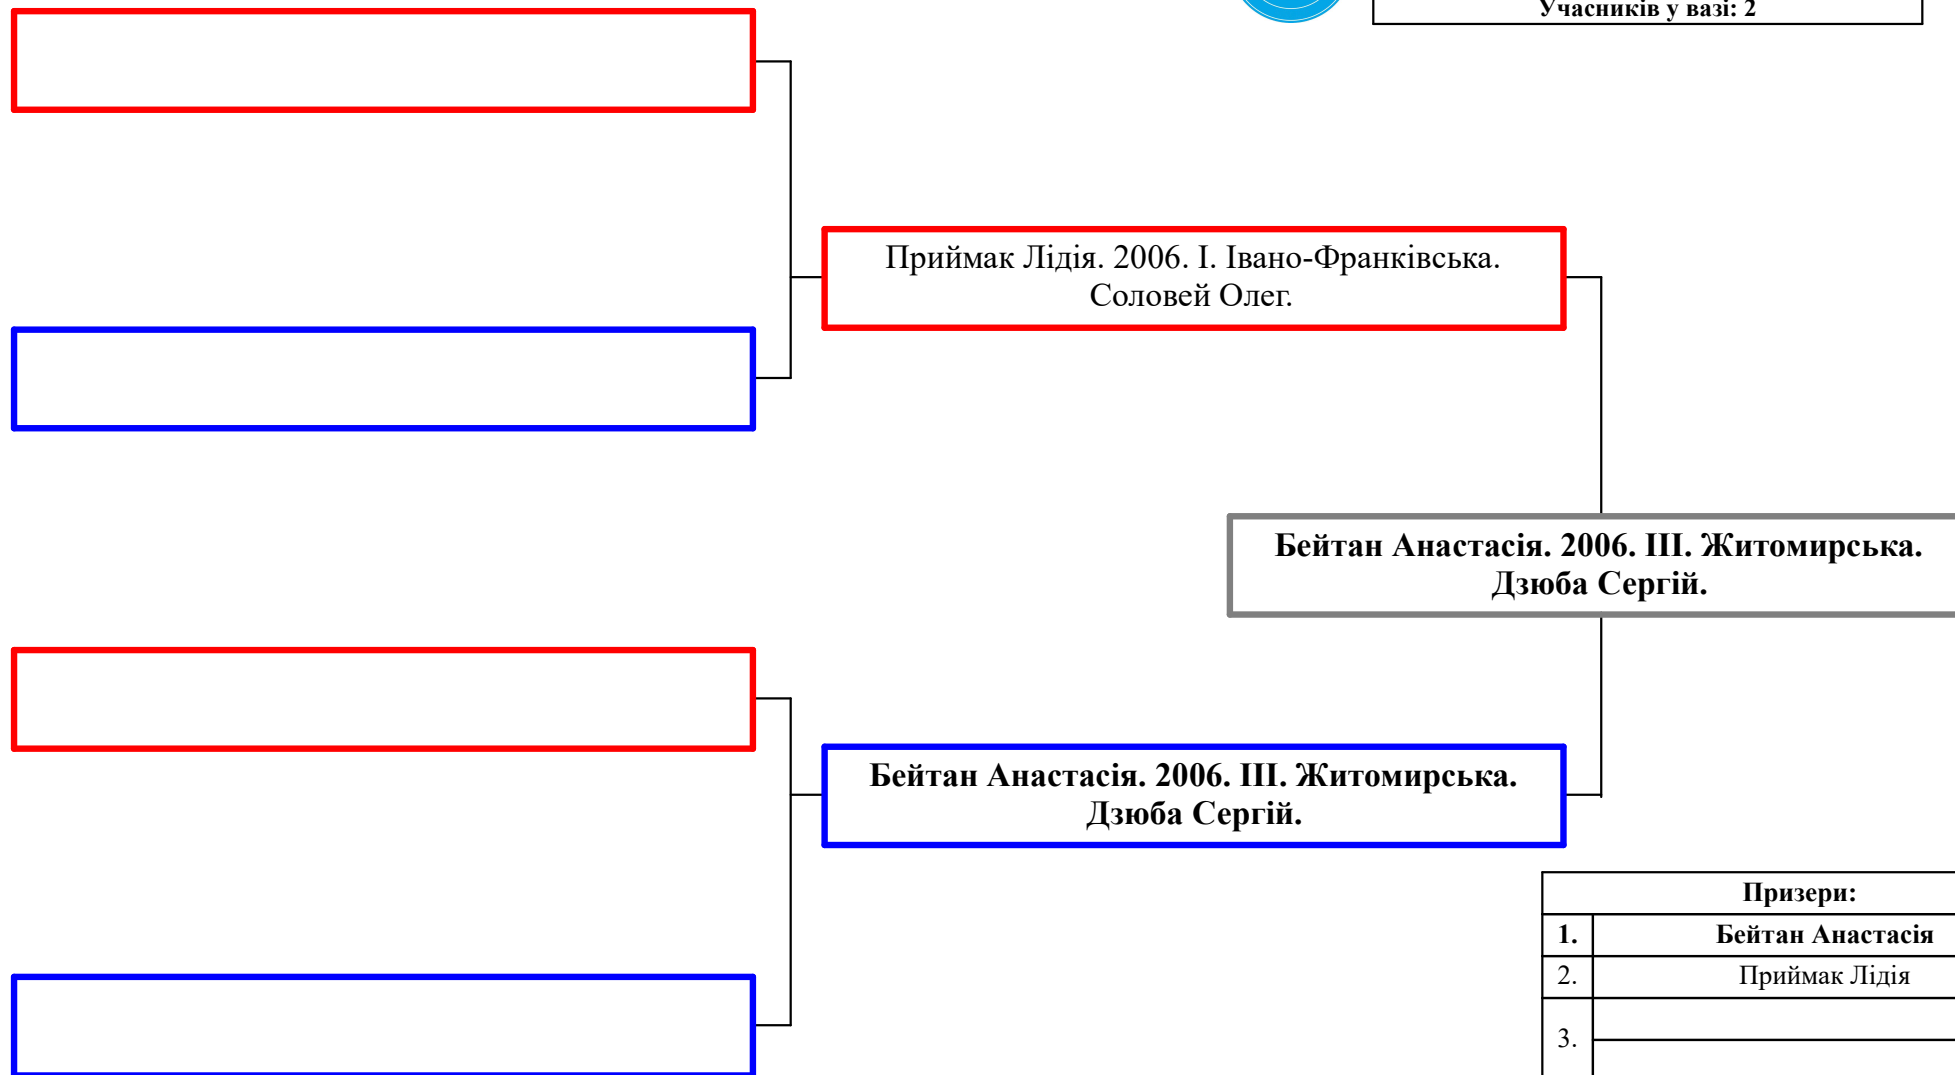 Учасників у вазі: 2
Приймак Лідія. 2006. І. Івано-Франківська.
Соловей Олег.
Бейтан Анастасія. 2006. ІІІ. Житомирська.
Дзюба Сергій.
Бейтан Анастасія. 2006. ІІІ. Житомирська.
Дзюба Сергій.
Призери:
1. Бейтан Анастасія
2. Приймак Лідія
3.